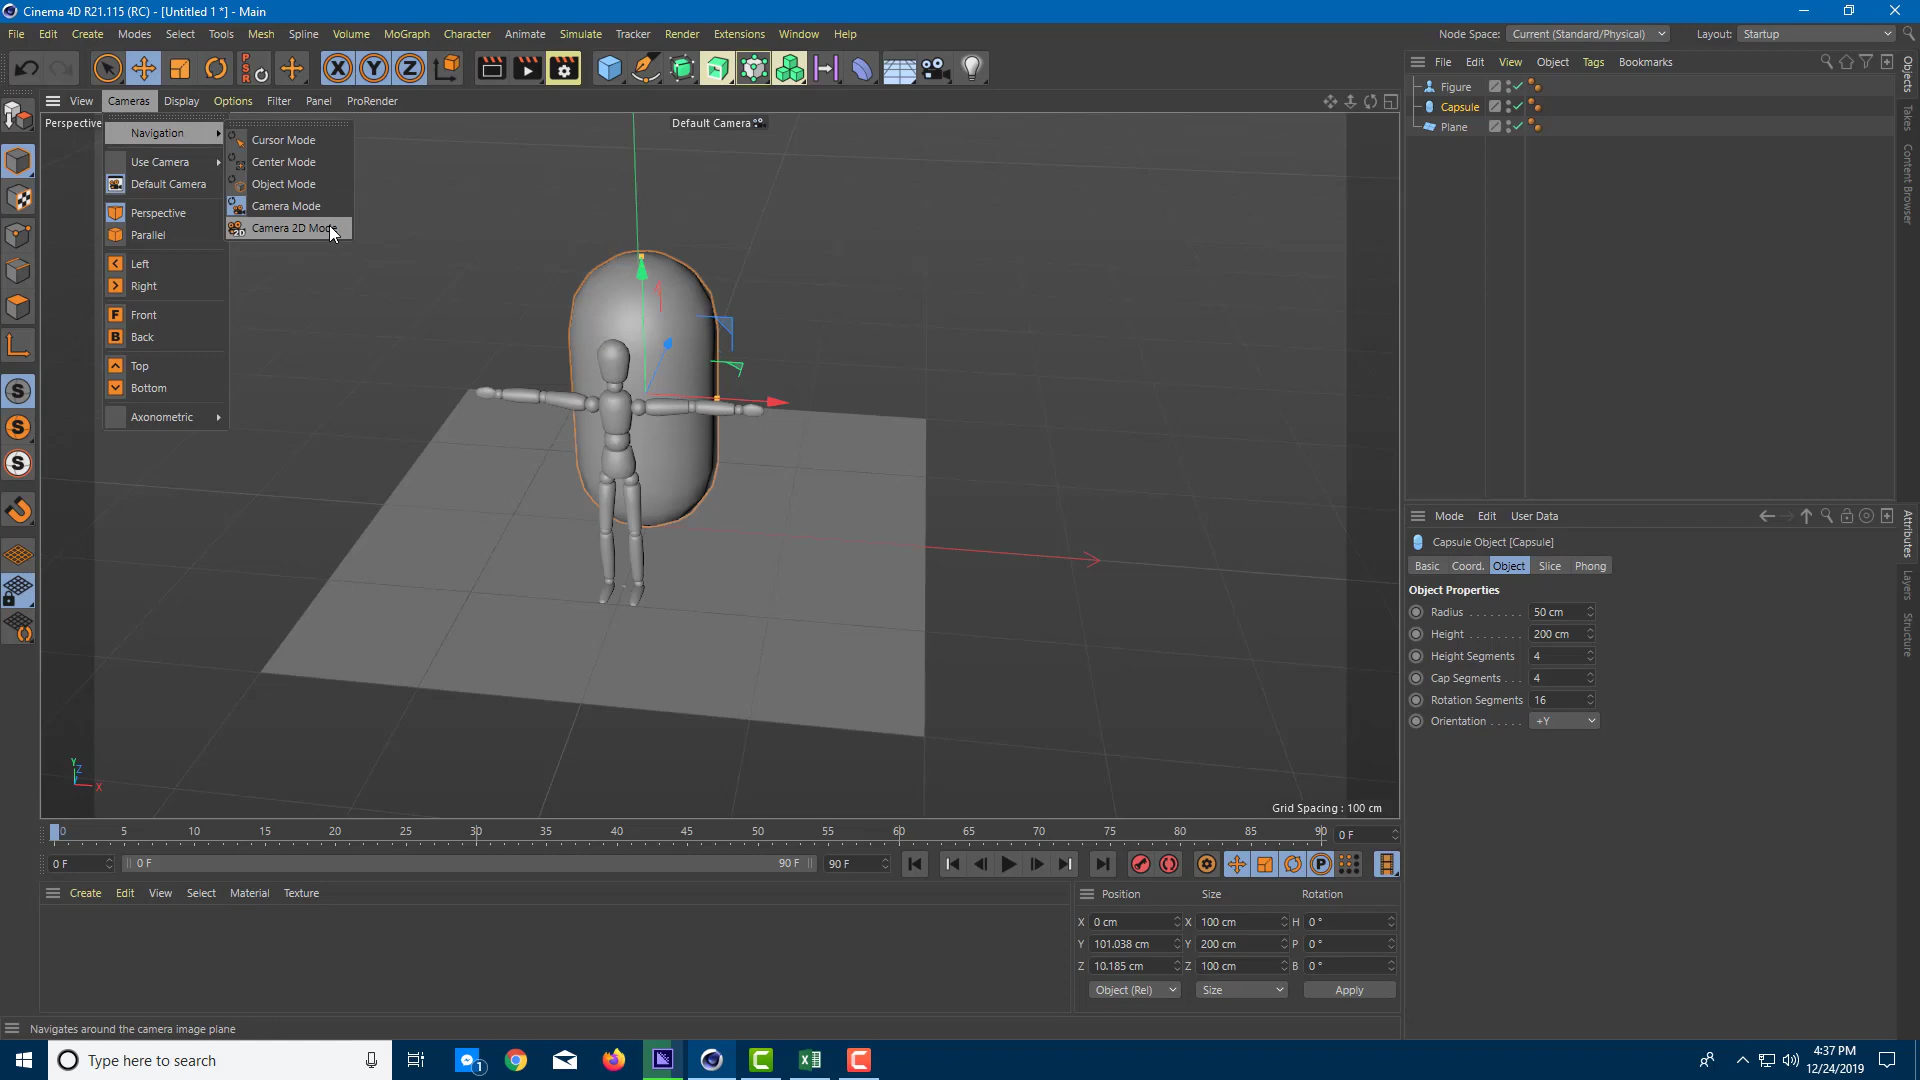 Cinema 4D R21.115 (RC) - [Untitled 1 *] - Main
File Edit Create Modes Select Tools Mesh Spline Volume MoGraph Character Animate Simulate Tracker Render Extensions Window Help
Node Space: Current (Standard/Physical) Layout: Startup
P S R X Y Z
View Cameras Display Options Filter Panel ProRender
Perspective
Default Camera
Navigation
Use Camera
Default Camera
Perspective
Parallel
Left
Right
F Front
B Back
Top
Bottom
Axonometric
Cursor Mode
Center Mode
Object Mode
Camera Mode
2D Camera 2D Mode
S
S
S
Y
Z
X
Grid Spacing : 100 cm
0 5 10 15 20 25 30 35 40 45 50 55 60 65 70 75 80 85 90 0 F
0 F 0 F 90 F 90 F
P
Create Edit View Select Material Texture
Position Size Rotation
X 0 cm X 100 cm H 0 °
Y 101.038 cm Y 200 cm P 0 °
Z 10.185 cm Z 100 cm B 0 °
Object (Rel) Size Apply
Navigates around the camera image plane
File Edit View Object Tags Bookmarks
Figure
Capsule
Plane
Objects
Takes
Content Browser
Mode Edit User Data
Capsule Object [Capsule]
Basic Coord. Object Slice Phong
Object Properties
Radius . . . . . . . . 50 cm
Height . . . . . . . . 200 cm
Height Segments 4
Cap Segments . . . 4
Rotation Segments 16
Orientation . . . . . +Y
Attributes
Layers
Structure
Type here to search
1
4:37 PM
12/24/2019